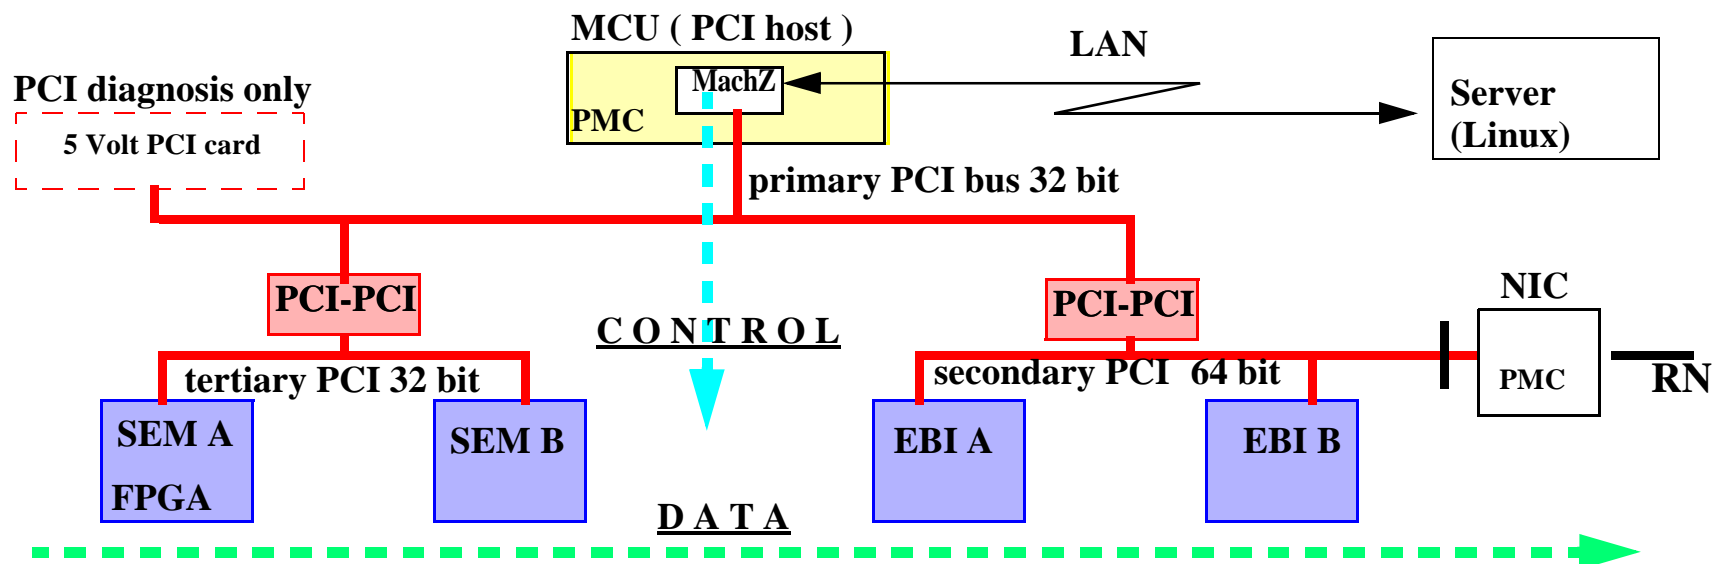 MCU ( PCI host )
LAN
MachZ
PMC
Server
(Linux)
PCI diagnosis only
5 Volt PCI card
primary PCI bus 32 bit
PCI-PCI
PCI-PCI
NIC
PMC
RN
C O N T R O L
tertiary PCI 32 bit
secondary PCI 64 bit
SEM A
FPGA
SEM B
EBI A
EBI B
D A T A